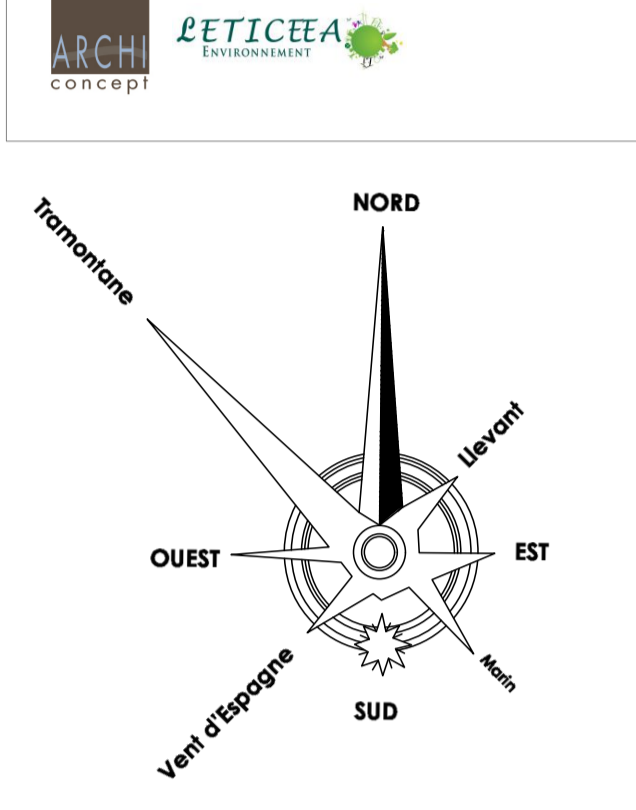 ARCHI
concept
LETICEEA
ENVIRONNEMENT
NORD
Tramontane
Llevant
OUEST
EST
Marin
Vent d'Espagne
SUD